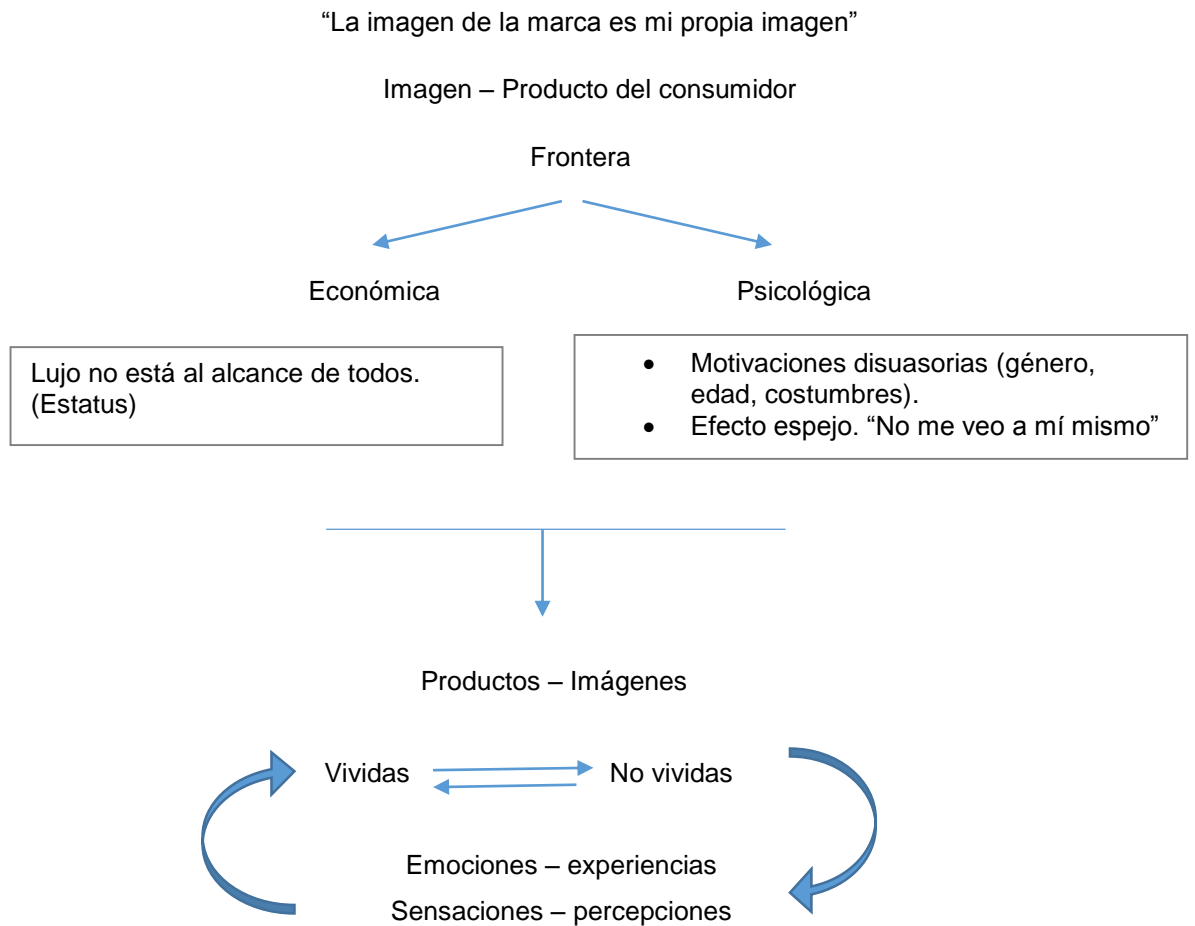 “La imagen de la marca es mi propia imagen”
Imagen – Producto del consumidor
Frontera
Económica
Psicológica
Lujo no está al alcance de todos.
(Estatus)
• Motivaciones disuasorias (género,
edad, costumbres).
• Efecto espejo. “No me veo a mí mismo”
Productos – Imágenes
Vividas
No vividas
Emociones – experiencias
Sensaciones – percepciones